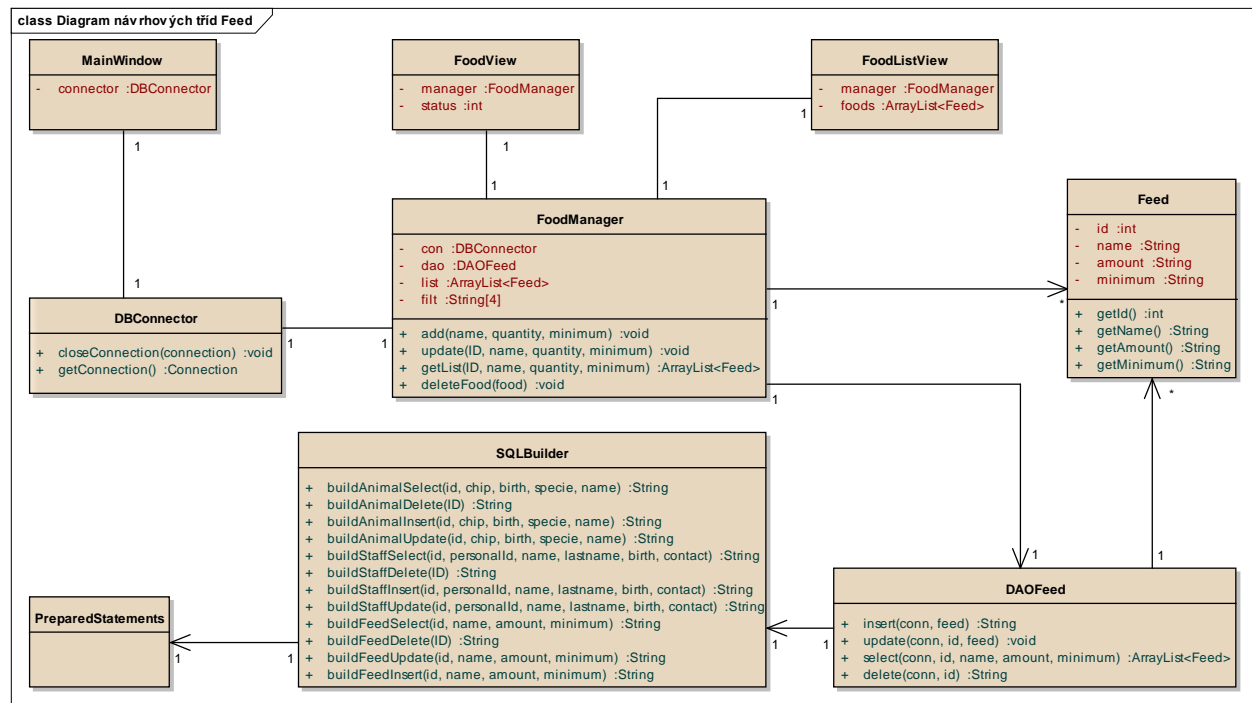 class Diagram návrhových tříd Feed
MainWindow
- connector :DBConnector
FoodView
- manager :FoodManager
- status :int
FoodListView
- manager :FoodManager
- foods :ArrayList<Feed>
1
1
1
1
1
1
FoodManager
- con :DBConnector
- dao :DAOFeed
- list :ArrayList<Feed>
- filt :String[4]
+ add(name, quantity, minimum) :void
+ update(ID, name, quantity, minimum) :void
+ getList(ID, name, quantity, minimum) :ArrayList<Feed>
+ deleteFood(food) :void
Feed
- id :int
- name :String
- amount :String
- minimum :String
+ getId() :int
+ getName() :String
+ getAmount() :String
+ getMinimum() :String
DBConnector
+ closeConnection(connection) :void
+ getConnection() :Connection
1
1
1
*
1
*
SQLBuilder
+ buildAnimalSelect(id, chip, birth, specie, name) :String
+ buildAnimalDelete(ID) :String
+ buildAnimalInsert(id, chip, birth, specie, name) :String
+ buildAnimalUpdate(id, chip, birth, specie, name) :String
+ buildStaffSelect(id, personalId, name, lastname, birth, contact) :String
+ buildStaffDelete(ID) :String
+ buildStaffInsert(id, personalId, name, lastname, birth, contact) :String
+ buildStaffUpdate(id, personalId, name, lastname, birth, contact) :String
+ buildFeedSelect(id, name, amount, minimum) :String
+ buildFeedDelete(ID) :String
+ buildFeedUpdate(id, name, amount, minimum) :String
+ buildFeedInsert(id, name, amount, minimum) :String
1
1
DAOFeed
+ insert(conn, feed) :String
+ update(conn, id, feed) :void
+ select(conn, id, name, amount, minimum) :ArrayList<Feed>
+ delete(conn, id) :String
PreparedStatements
1
1
1
1